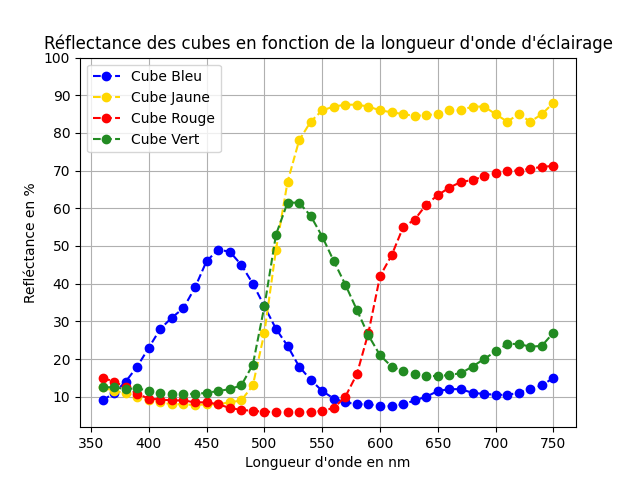 Réflectance des cubes en fonction de la longueur d'onde d'éclairage
Cube Bleu
Cube Jaune
Cube Rouge
Cube Vert
Refléctance en %
100
90
80
70
60
50
40
30
20
10
350 400 450 500 550 600 650 700 750
Longueur d'onde en nm